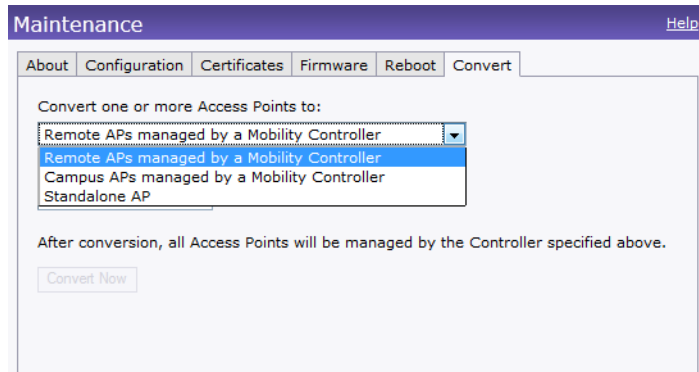 Maintenance
Help
About Configuration Certificates Firmware Reboot Convert
Convert one or more Access Points to:
Remote APs managed by a Mobility Controller
Remote APs managed by a Mobility Controller
Campus APs managed by a Mobility Controller
Standalone AP
After conversion, all Access Points will be managed by the Controller specified above.
Convert Now